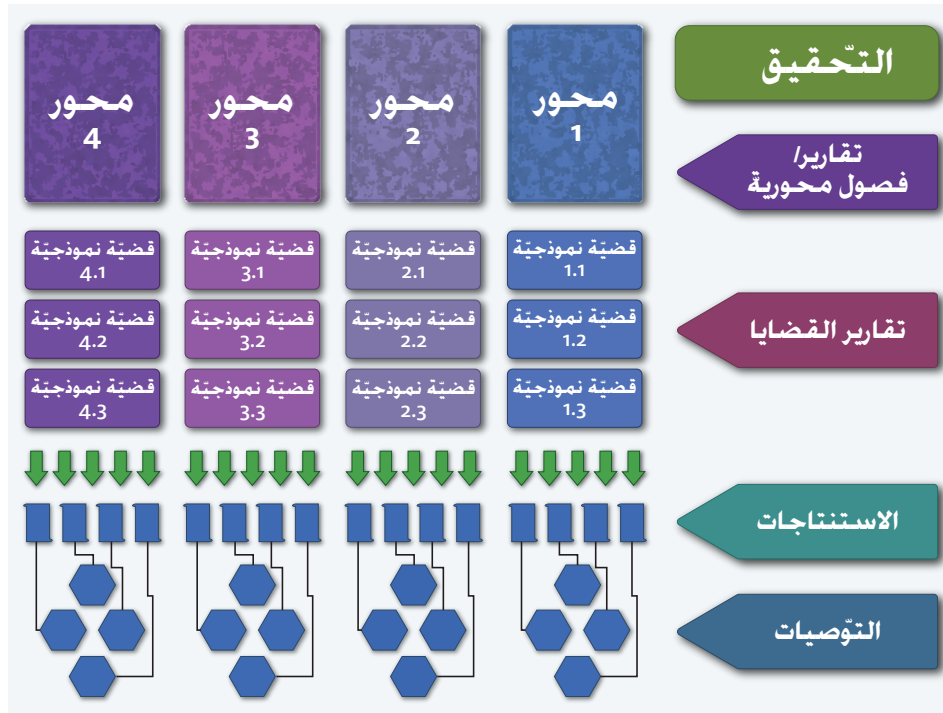 التّحقيق
محور
1
محور
2
محور
3
محور
4
تقارير/
فصول محورية
قضيّة نموذجيّة
1.1
قضيّة نموذجيّة
2.1
قضيّة نموذجيّة
3.1
قضيّة نموذجيّة
4.1
تقارير القضايا
قضيّة نموذجيّة
1.2
قضيّة نموذجيّة
2.2
قضيّة نموذجيّة
3.2
قضيّة نموذجيّة
4.2
قضيّة نموذجيّة
1.3
قضيّة نموذجيّة
2.3
قضيّة نموذجيّة
3.3
قضيّة نموذجيّة
4.3
الاستنتاجات
التّوصيات